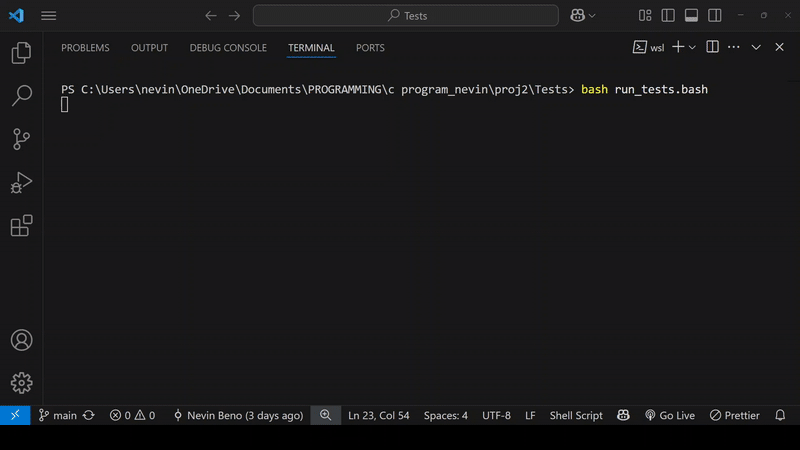 Tests
PROBLEMS OUTPUT DEBUG CONSOLE TERMINAL PORTS
wsl
PS C:\Users\nevin\OneDrive\Documents\PROGRAMMING\c program_nevin\proj2\Tests> bash run_tests.bash
main 0 0 Nevin Beno (3 days ago) Ln 23, Col 54 Spaces: 4 UTF-8 LF Shell Script Go Live Prettier